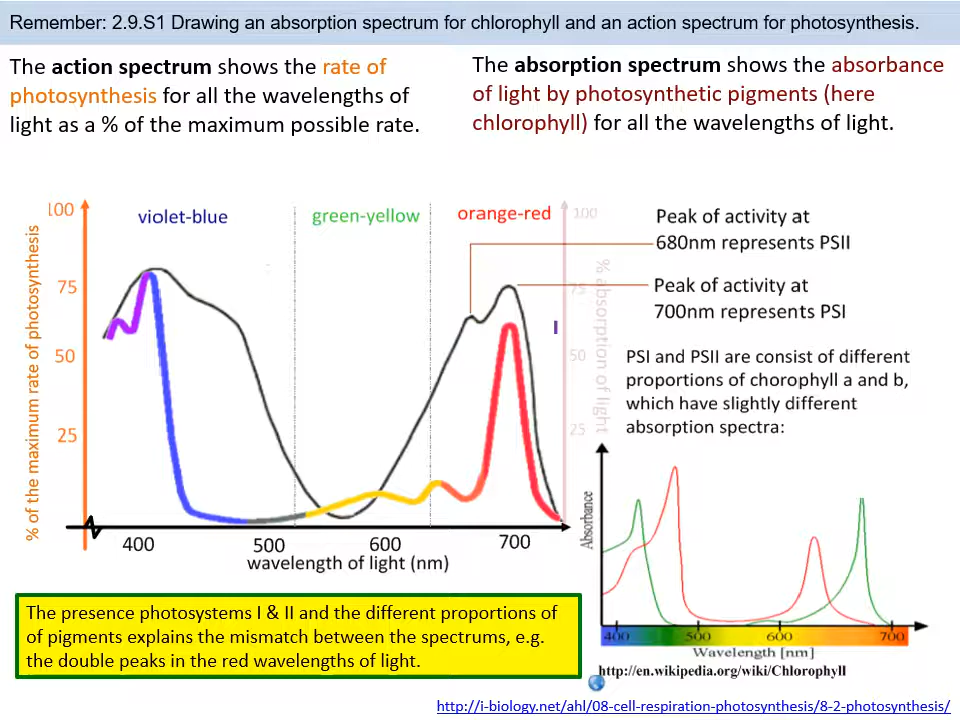 Remember: 2.9.S1 Drawing an absorption spectrum for chlorophyll and an action spectrum for photosynthesis.
The action spectrum shows the rate of
photosynthesis for all the wavelengths of
light as a % of the maximum possible rate.
The absorption spectrum shows the absorbance
of light by photosynthetic pigments (here
chlorophyll) for all the wavelengths of light.
% of the maximum rate of photosynthesis
100
75
50
25
violet-blue
green-yellow
orange-red
100
75
50
25
% absorption of light
I
400
500
600
700
wavelength of light (nm)
Peak of activity at
680nm represents PSII
Peak of activity at
700nm represents PSI
PSI and PSII are consist of different
proportions of chorophyll a and b,
which have slightly different
absorption spectra:
Absorbance
400
500
600
700
Wavelength [nm]
http://en.wikipedia.org/wiki/Chlorophyll
The presence photosystems I & II and the different proportions of
of pigments explains the mismatch between the spectrums, e.g.
the double peaks in the red wavelengths of light.
http://i-biology.net/ahl/08-cell-respiration-photosynthesis/8-2-photosynthesis/